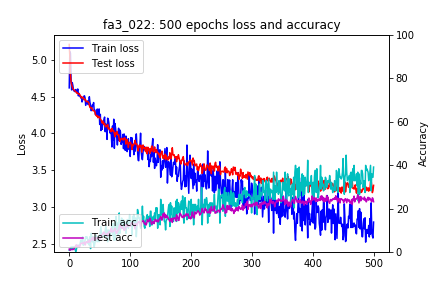 fa3_022: 500 epochs loss and accuracy
Train loss
Test loss
Train acc
Test acc
Loss
5.0
4.5
4.0
3.5
3.0
2.5
Accuracy
100
80
60
40
20
0
0
100
200
300
400
500